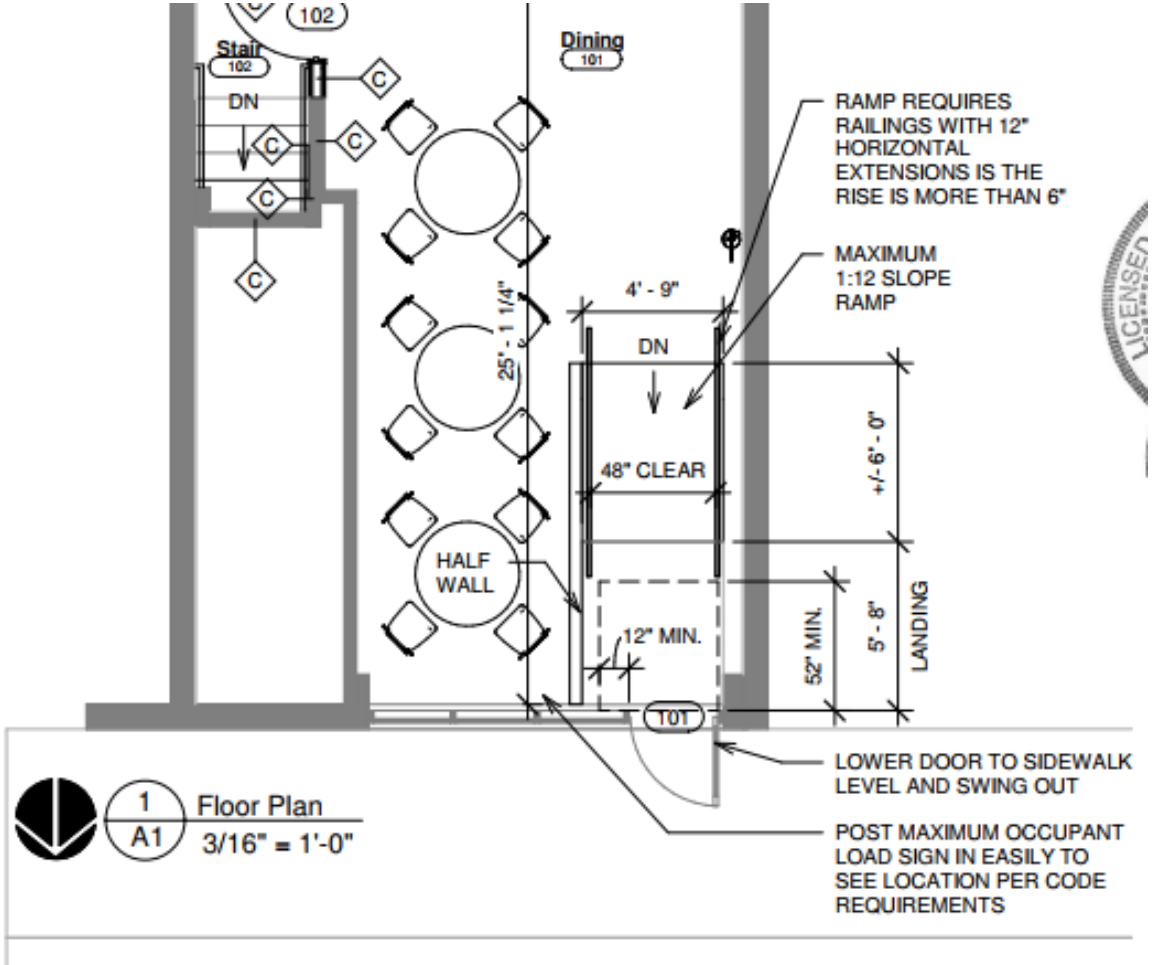 C
102
Stair
102
DN
C
C
C
C
C
Dining
101
RAMP REQUIRES
RAILINGS WITH 12"
HORIZONTAL
EXTENSIONS IS THE
RISE IS MORE THAN 6"
MAXIMUM
1:12 SLOPE
RAMP
4' - 9"
25' - 1 1/4"
DN
48" CLEAR
+/- 6' - 0"
HALF
WALL
12" MIN.
52" MIN.
5' - 8"
LANDING
101
LOWER DOOR TO SIDEWALK
LEVEL AND SWING OUT
POST MAXIMUM OCCUPANT
LOAD SIGN IN EASILY TO
SEE LOCATION PER CODE
REQUIREMENTS
1
A1
Floor Plan
3/16" = 1'-0"
LICENSED